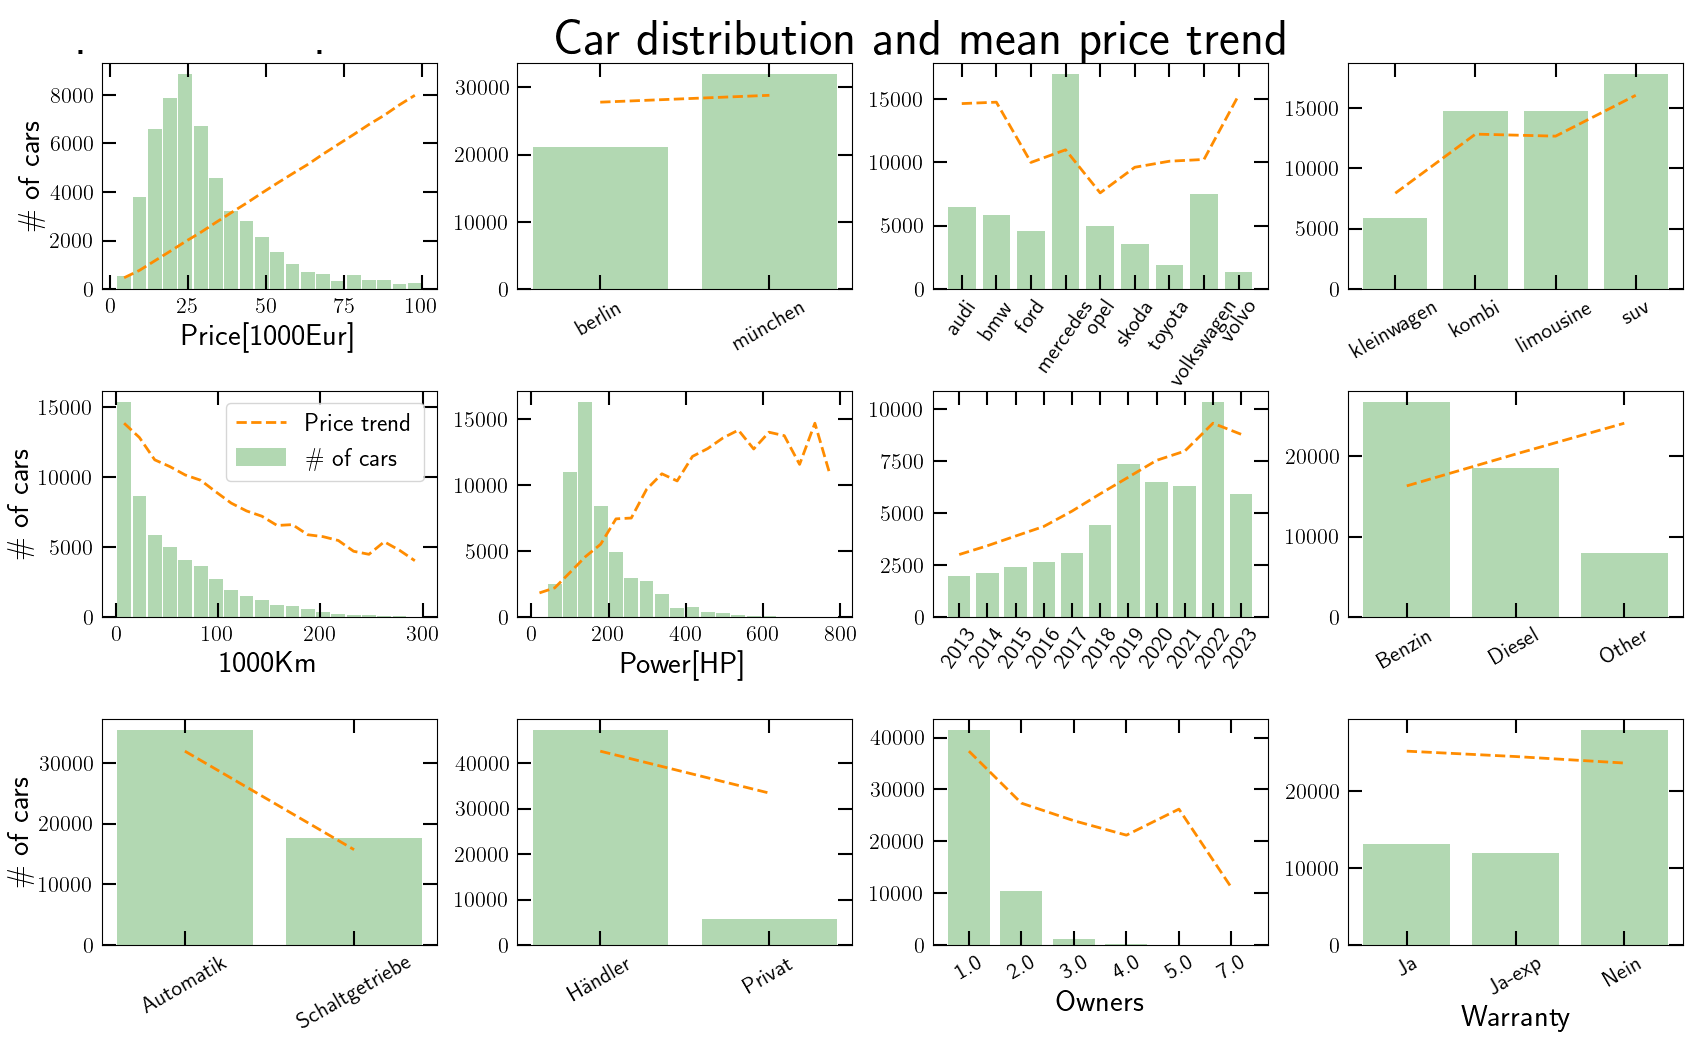 Car distribution and mean price trend
# of cars
8000
6000
4000
2000
0
0 25 50 75 100
Price[1000Eur]
30000
20000
10000
0
berlin münchen
15000
10000
5000
0
audi bmw ford mercedes opel skoda toyota volkswagen volvo
15000
10000
5000
0
kleinwagen kombi limousine suv
# of cars
15000
10000
5000
0
Price trend
# of cars
0 100 200 300
1000Km
15000
10000
5000
0
0 200 400 600 800
Power[HP]
10000
7500
5000
2500
0
2013 2014 2015 2016 2017 2018 2019 2020 2021 2022 2023
20000
10000
0
Benzin Diesel Other
# of cars
30000
20000
10000
0
Automatik Schaltgetriebe
40000
30000
20000
10000
0
Händler Privat
40000
30000
20000
10000
0
1.0 2.0 3.0 4.0 5.0 7.0
Owners
20000
10000
0
Ja Ja-exp Nein
Warranty